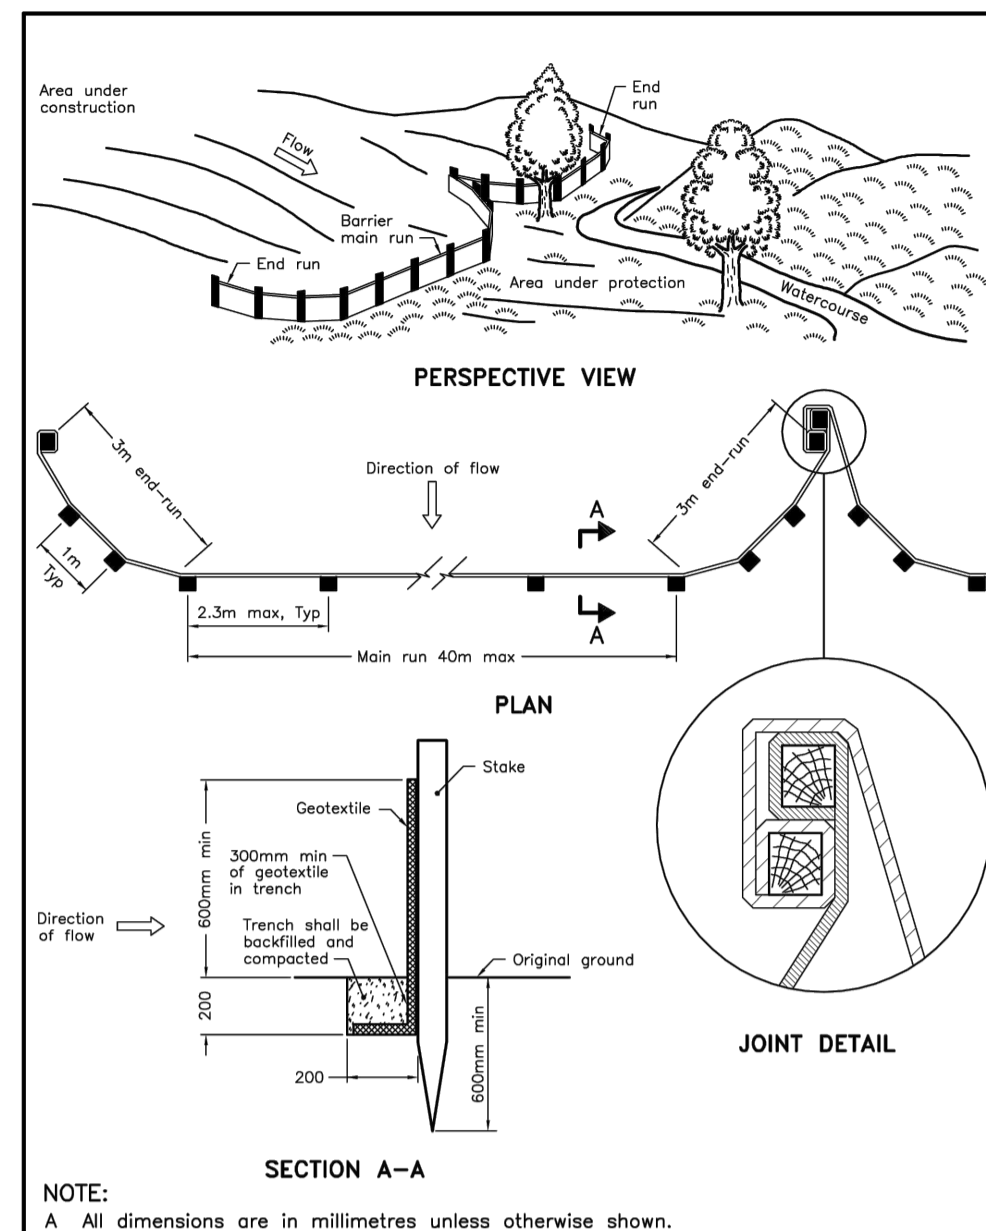 Area under
construction
End
run
Flow
Barrier
main run
End run
Area under protection
Watercourse
PERSPECTIVE VIEW
3m end-run
Direction of flow
3m end-run
A
1m
Typ
2.3m max, Typ
A
Main run 40m max
PLAN
Stake
Geotextile
600mm min
300mm min
of geotextile
in trench
Direction
of flow
Trench shall be
backfilled and
compacted
Original ground
200
200
600mm min
JOINT DETAIL
SECTION A-A
NOTE:
A All dimensions are in millimetres unless otherwise shown.